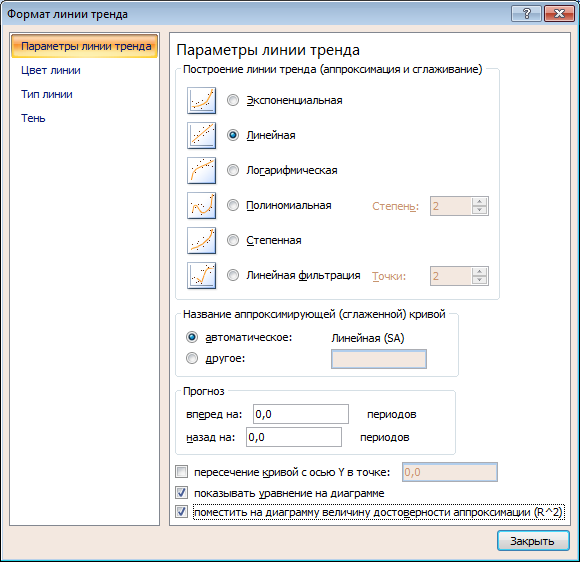 Формат линии тренда
Параметры линии тренда
Цвет линии
Тип линии
Тень
Параметры линии тренда
Построение линии тренда (аппроксимация и сглаживание)
Экспоненциальная
Линейная
Логарифмическая
Полиномиальная Степень: 2
Степенная
Линейная фильтрация Точки: 2
Название аппроксимирующей (сглаженной) кривой
автоматическое: Линейная (SA)
другое:
Прогноз
вперед на: 0,0 периодов
назад на: 0,0 периодов
пересечение кривой с осью Y в точке: 0,0
показывать уравнение на диаграмме
поместить на диаграмму величину достоверности аппроксимации (R^2)
Закрыть